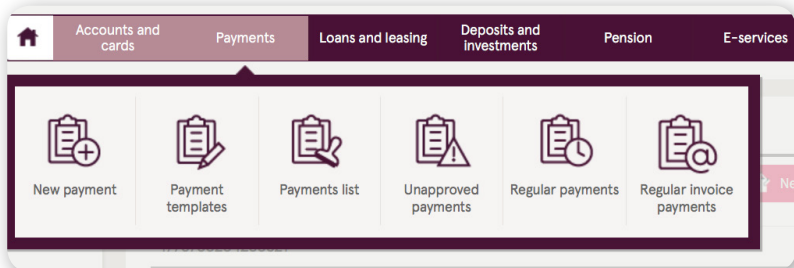 Accounts and
cards
Payments
Loans and leasing
Deposits and
investments
Pension
E-services
New payment
Payment
templates
Payments list
Unapproved
payments
Regular payments
Regular invoice
payments
Ne